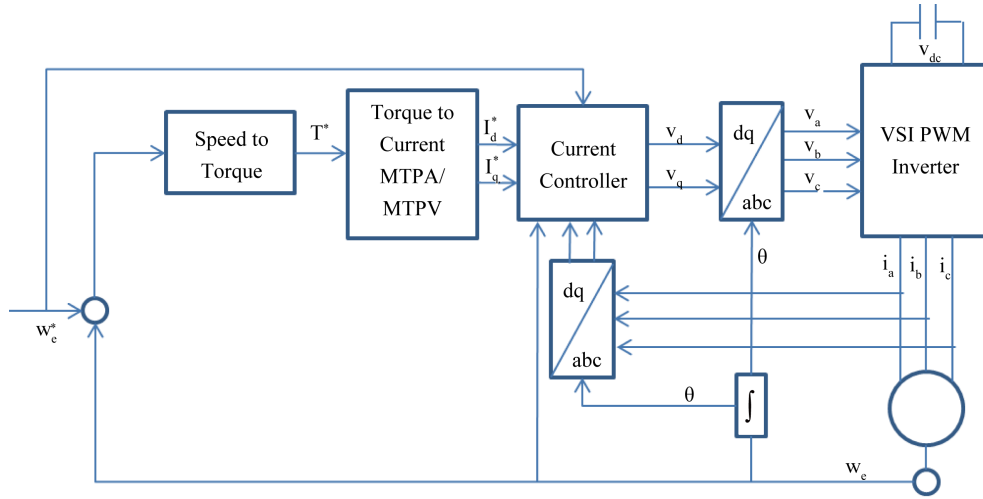 v_dc
Speed to
Torque
T*
Torque to
Current
MTPA/
MTPV
I_d^*
I_q^*
Current
Controller
v_d
v_q
dq
abc
v_a
v_b
v_c
VSI PWM
Inverter
i_a
i_b
i_c
θ
dq
abc
θ
∫
w_e^*
w_e